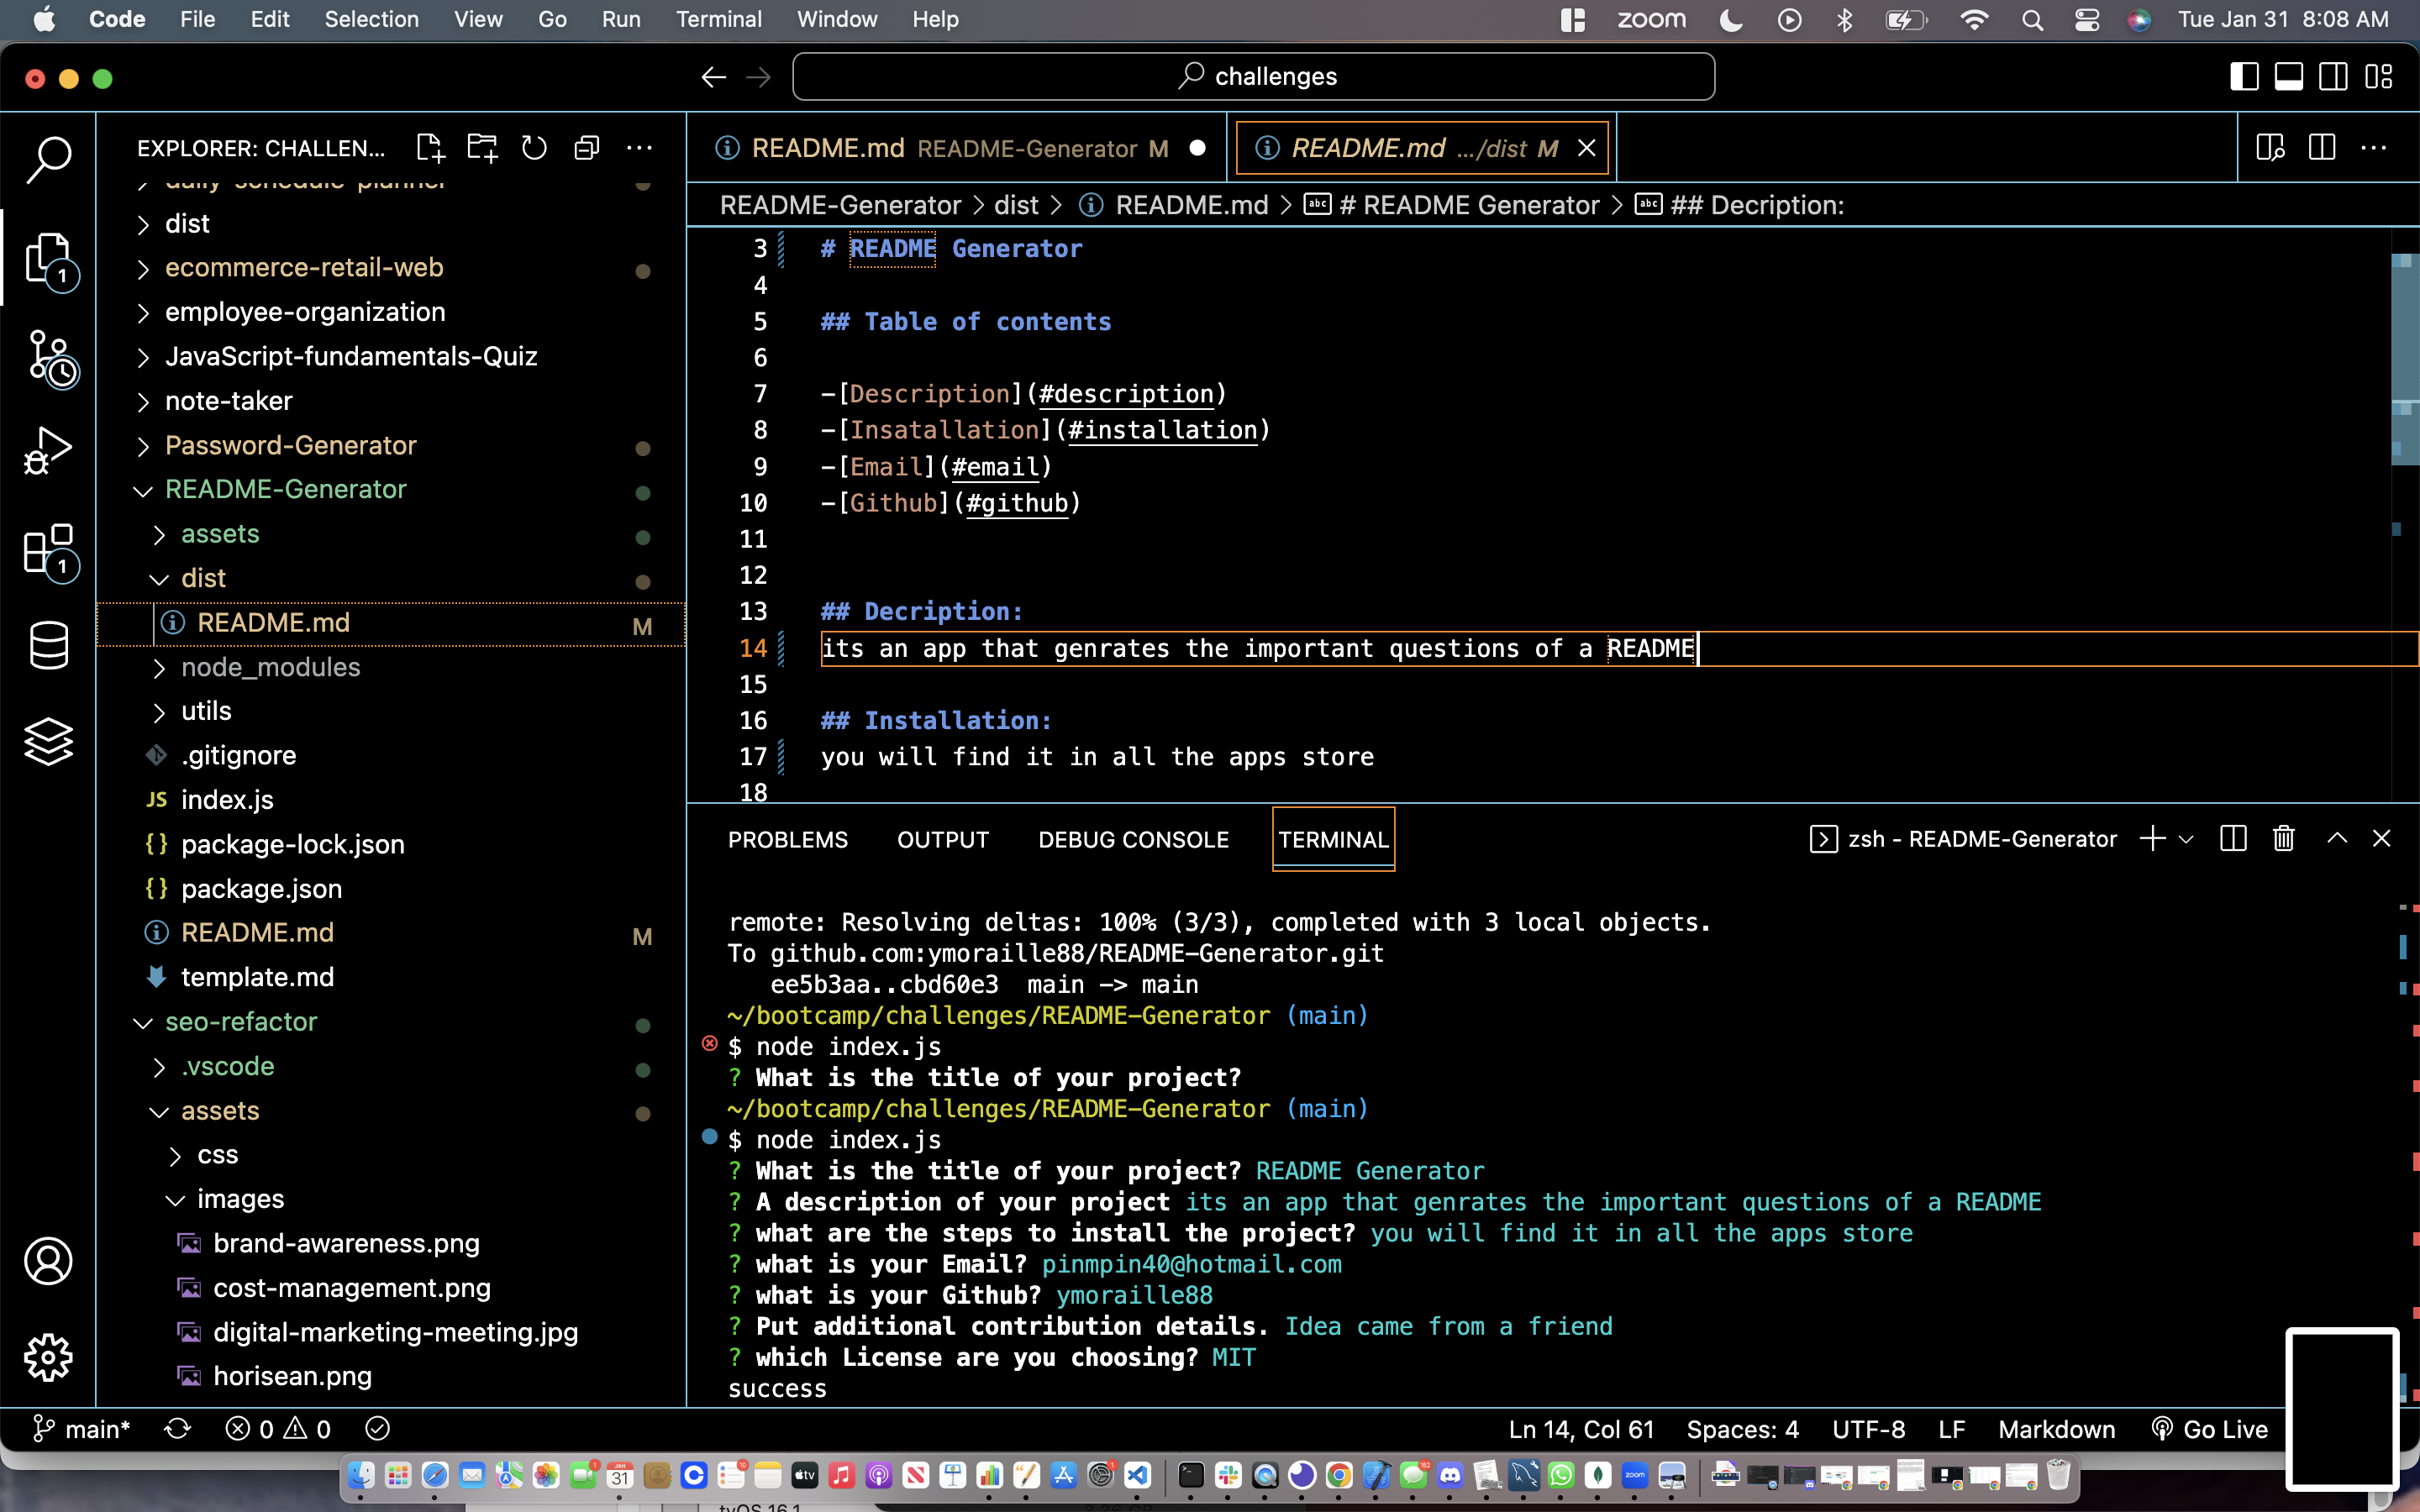 Code File Edit Selection View Go Run Terminal Window Help zoom Tue Jan 31 8:08 AM
challenges
EXPLORER: CHALLEN...
daily-schedule-planner
dist
ecommerce-retail-web
employee-organization
JavaScript-fundamentals-Quiz
note-taker
Password-Generator
README-Generator
assets
dist
README.md M
node_modules
utils
.gitignore
JS index.js
{} package-lock.json
{} package.json
README.md M
template.md
seo-refactor
.vscode
assets
css
images
brand-awareness.png
cost-management.png
digital-marketing-meeting.jpg
horisean.png
1
1
README.md README-Generator M
README.md .../dist M
README-Generator > dist > README.md > abc # README Generator > abc ## Decription:
3 # README Generator
4
5 ## Table of contents
6
7 -[Description](#description)
8 -[Insatallation](#installation)
9 -[Email](#email)
10 -[Github](#github)
11
12
13 ## Decription:
14 its an app that genrates the important questions of a README
15
16 ## Installation:
17 you will find it in all the apps store
18
PROBLEMS OUTPUT DEBUG CONSOLE TERMINAL zsh - README-Generator
remote: Resolving deltas: 100% (3/3), completed with 3 local objects.
To github.com:ymoraille88/README-Generator.git
ee5b3aa..cbd60e3 main -> main
~/bootcamp/challenges/README-Generator (main)
$ node index.js
? What is the title of your project?
~/bootcamp/challenges/README-Generator (main)
$ node index.js
? What is the title of your project? README Generator
? A description of your project its an app that genrates the important questions of a README
? what are the steps to install the project? you will find it in all the apps store
? what is your Email? pinmpin40@hotmail.com
? what is your Github? ymoraille88
? Put additional contribution details. Idea came from a friend
? which License are you choosing? MIT
success
main* 0 0 Ln 14, Col 61 Spaces: 4 UTF-8 LF Markdown Go Live
JAN
31
tv
zoom